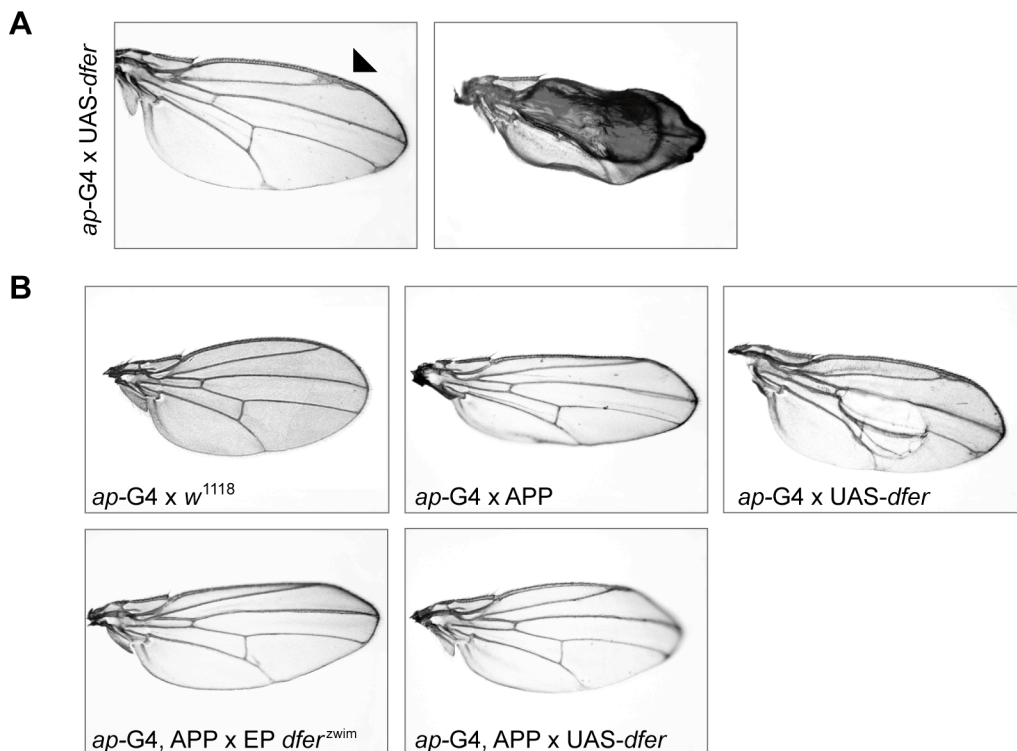 A
ap-G4 x UAS-dfer
B
ap-G4 x w¹¹¹⁸
ap-G4 x APP
ap-G4 x UAS-dfer
ap-G4, APP x EP dferᶻʷⁱᵐ
ap-G4, APP x UAS-dfer